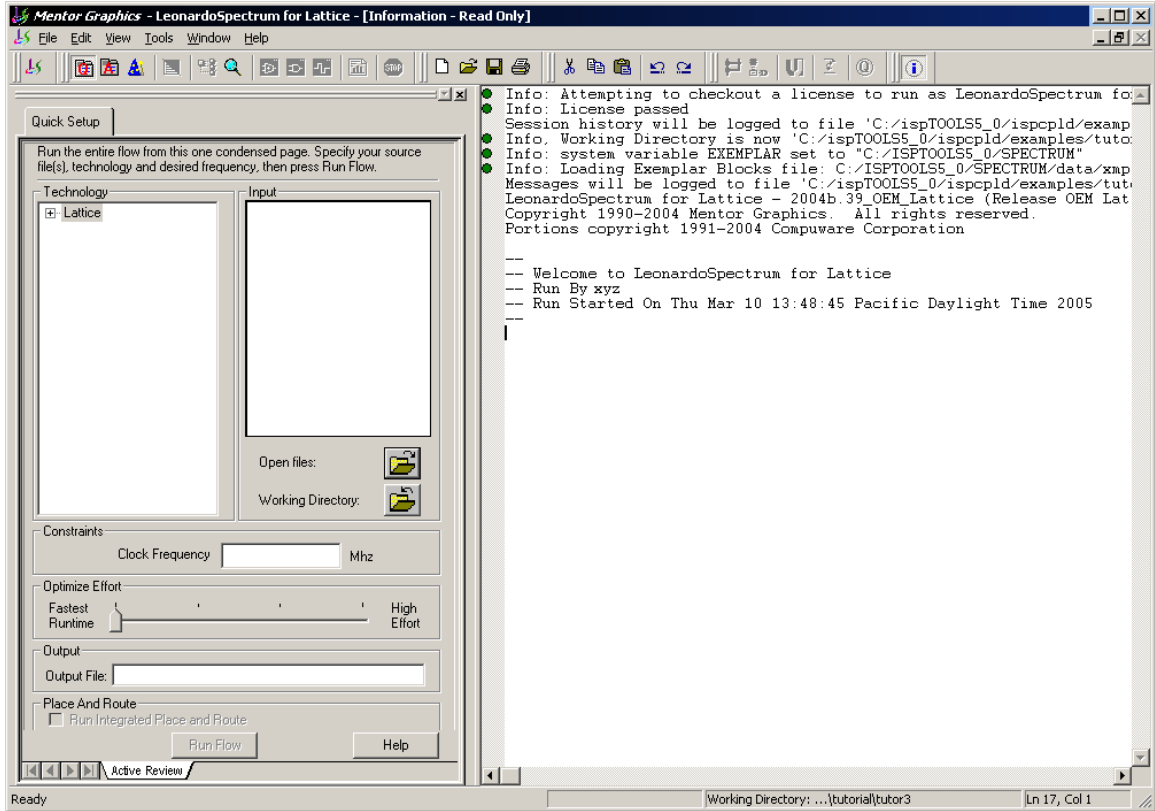 Mentor Graphics - LeonardoSpectrum for Lattice - [Information - Read Only]
File Edit View Tools Window Help
Quick Setup
Run the entire flow from this one condensed page. Specify your source
file(s), technology and desired frequency, then press Run Flow.
Technology
Lattice
Input
Open files:
Working Directory:
Constraints
Clock Frequency
Mhz
Optimize Effort
Fastest
Runtime
High
Effort
Output
Output File:
Place And Route
Run Integrated Place and Route
Run Flow
Help
Active Review
Info: Attempting to checkout a license to run as LeonardoSpectrum fo
Info: License passed
Session history will be logged to file 'C:/ispTOOLS5_0/ispcpld/examp
Info, Working Directory is now 'C:/ispTOOLS5_0/ispcpld/examples/tuto
Info: system variable EXEMPLAR set to "C:/ISPTOOLS5_0/SPECTRUM"
Info: Loading Exemplar Blocks file: C:/ISPTOOLS5_0/SPECTRUM/data/xmp
Messages will be logged to file 'C:/ispTOOLS5_0/ispcpld/examples/tut
LeonardoSpectrum for Lattice - 2004b.39_OEM_Lattice (Release OEM Lat
Copyright 1990-2004 Mentor Graphics. All rights reserved.
Portions copyright 1991-2004 Compuware Corporation
--
-- Welcome to LeonardoSpectrum for Lattice
-- Run By xyz
-- Run Started On Thu Mar 10 13:48:45 Pacific Daylight Time 2005
--
Ready
Working Directory: ...\tutorial\tutor3
Ln 17, Col 1